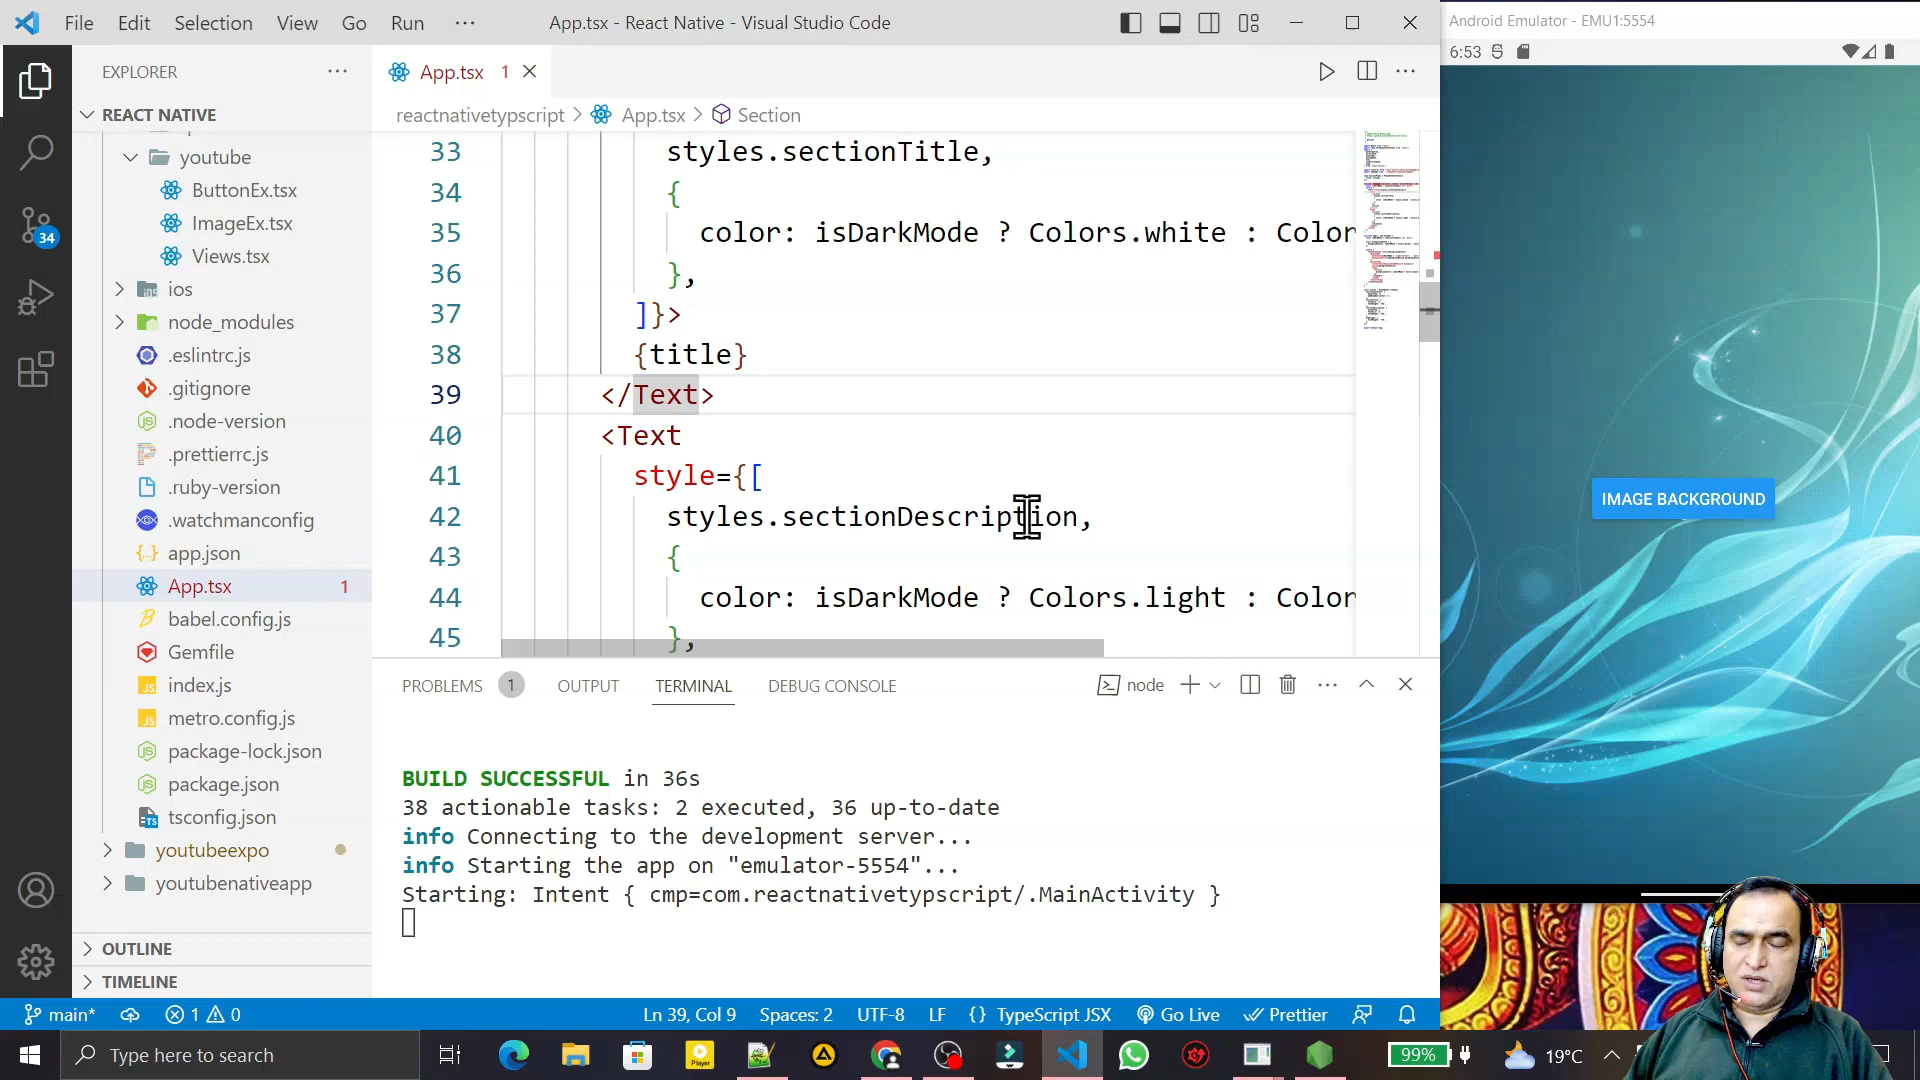 File Edit Selection View Go Run ··· App.tsx - React Native - Visual Studio Code
EXPLORER ···
REACT NATIVE
youtube
ButtonEx.tsx
ImageEx.tsx
Views.tsx
ios
node_modules
.eslintrc.js
.gitignore
.node-version
.prettierrc.js
.ruby-version
.watchmanconfig
app.json
App.tsx 1
babel.config.js
Gemfile
index.js
metro.config.js
package-lock.json
package.json
tsconfig.json
youtubeexpo
youtubenativeapp
OUTLINE
TIMELINE
34
App.tsx 1
reactnativetypscript > App.tsx > Section
33 styles.sectionTitle,
34 {
35 color: isDarkMode ? Colors.white : Color
36 },
37 ]}>
38 {title}
39 </Text>
40 <Text
41 style={[
42 styles.sectionDescription,
43 {
44 color: isDarkMode ? Colors.light : Color
45 },
PROBLEMS 1 OUTPUT TERMINAL DEBUG CONSOLE node
BUILD SUCCESSFUL in 36s
38 actionable tasks: 2 executed, 36 up-to-date
info Connecting to the development server...
info Starting the app on "emulator-5554"...
Starting: Intent { cmp=com.reactnativetypscript/.MainActivity }
Android Emulator - EMU1:5554
6:53
IMAGE BACKGROUND
main* 1 0 Ln 39, Col 9 Spaces: 2 UTF-8 LF {} TypeScript JSX Go Live Prettier
Type here to search
99% 19°C